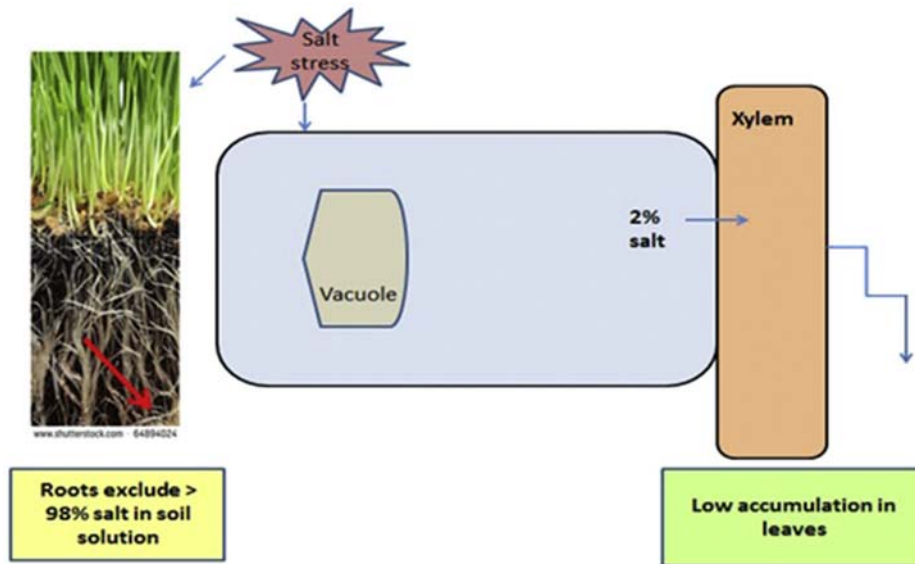 Salt
stress
Xylem
2%
salt
Vacuole
www.shutterstock.com · 64894024
Roots exclude >
98% salt in soil
solution
Low accumulation in
leaves